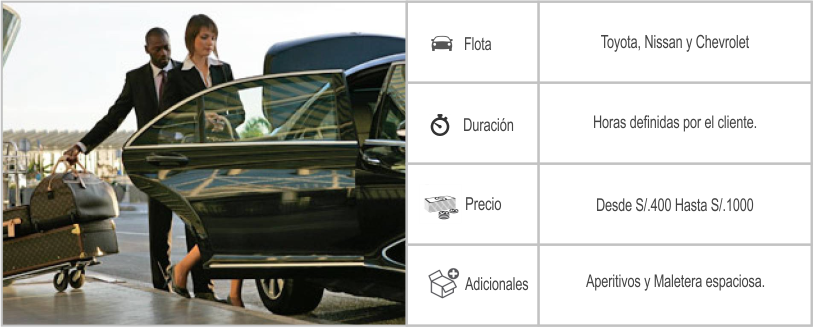 Flota
Toyota, Nissan y Chevrolet
Duración
Horas definidas por el cliente.
Precio
Desde S/.400 Hasta S/.1000
Adicionales
Aperitivos y Maletera espaciosa.